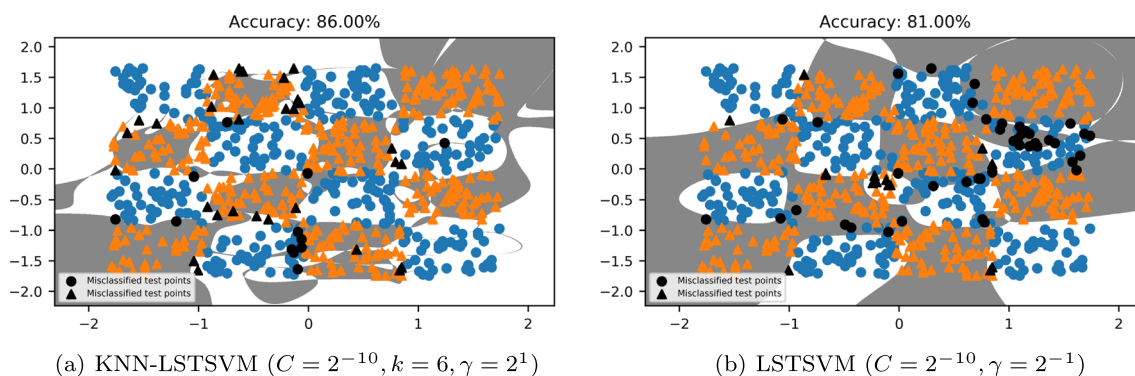 Accuracy: 86.00%
2.0
1.5
1.0
0.5
0.0
−0.5
−1.0
−1.5
−2.0
Misclassified test points
Misclassified test points
−2 −1 0 1 2
(a) KNN-LSTSVM (C = 2⁻¹⁰, k = 6, γ = 2¹)
Accuracy: 81.00%
2.0
1.5
1.0
0.5
0.0
−0.5
−1.0
−1.5
−2.0
Misclassified test points
Misclassified test points
−2 −1 0 1 2
(b) LSTSVM (C = 2⁻¹⁰, γ = 2⁻¹)